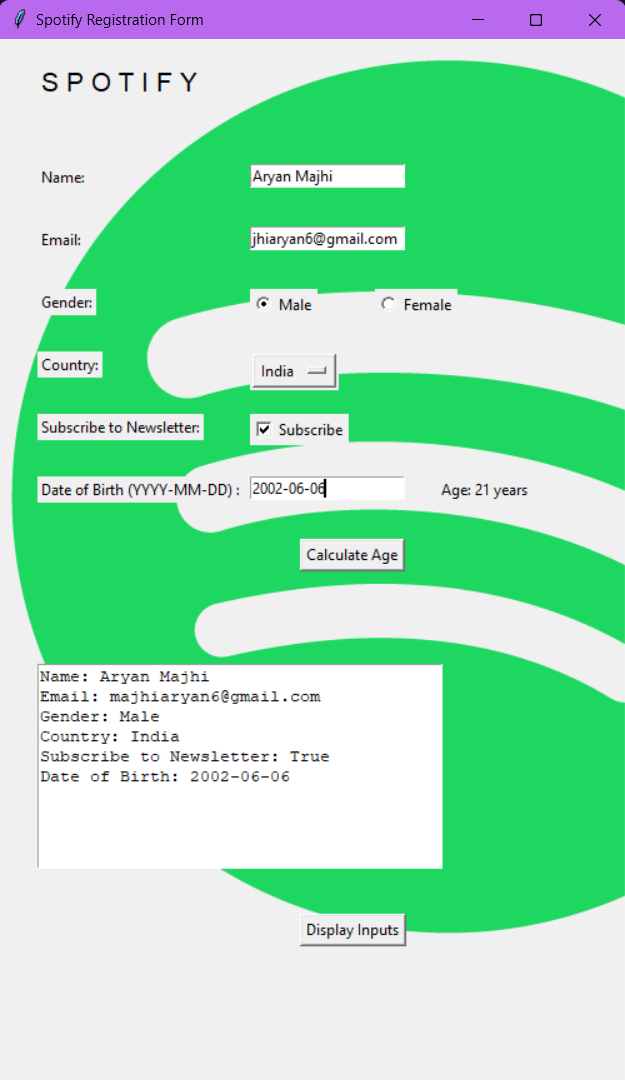 Spotify Registration Form
S P O T I F Y
Name: Aryan Majhi
Email: jhiaryan6@gmail.com
Gender: Male Female
Country: India
Subscribe to Newsletter: Subscribe
Date of Birth (YYYY-MM-DD) : 2002-06-06 Age: 21 years
Calculate Age
Name: Aryan Majhi
Email: majhiaryan6@gmail.com
Gender: Male
Country: India
Subscribe to Newsletter: True
Date of Birth: 2002-06-06
Display Inputs